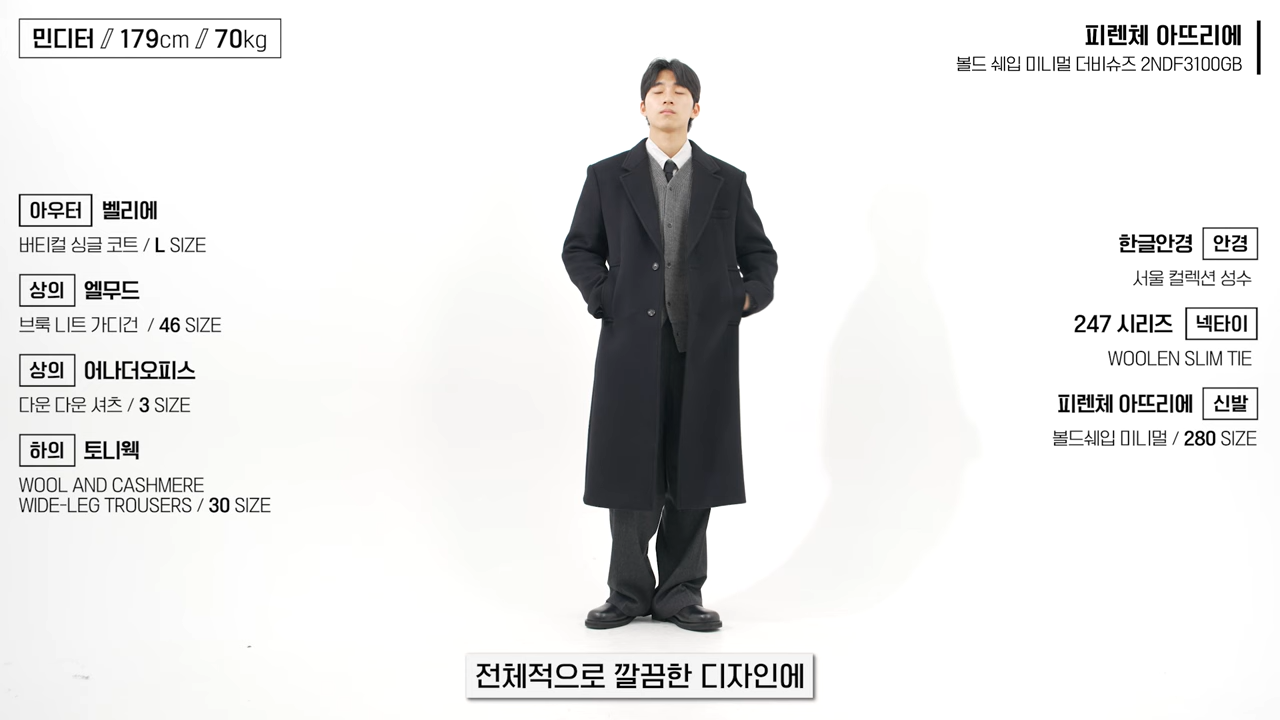 민디터 // 179cm // 70kg
피렌체 아뜨리에
볼드 쉐입 미니멀 더비슈즈 2NDF3100GB
아우터 벨리에
버티컬 싱글 코트 / L SIZE
상의 엘무드
브룩 니트 가디건 / 46 SIZE
상의 어나더오피스
다운 다운 셔츠 / 3 SIZE
하의 토니웩
WOOL AND CASHMERE
WIDE-LEG TROUSERS / 30 SIZE
한글안경 안경
서울 컬렉션 성수
247 시리즈 넥타이
WOOLEN SLIM TIE
피렌체 아뜨리에 신발
볼드쉐입 미니멀 / 280 SIZE
전체적으로 깔끔한 디자인에